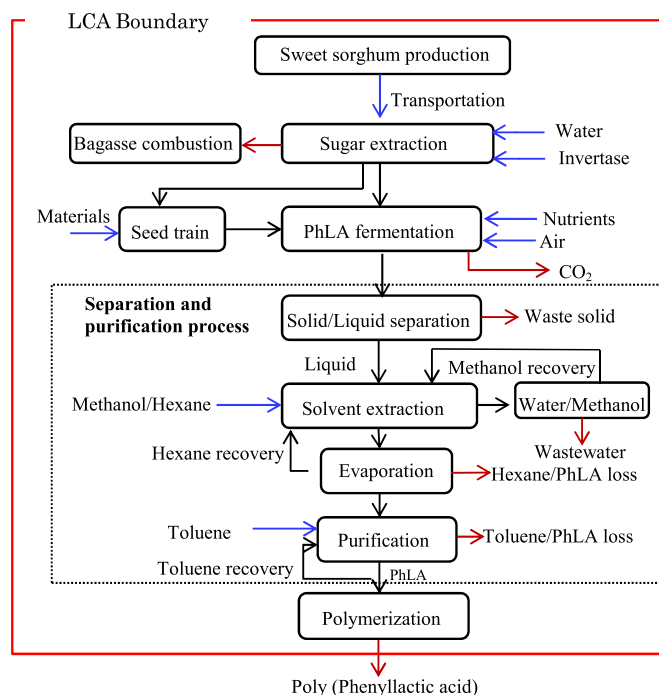 LCA Boundary
Sweet sorghum production
Transportation
Bagasse combustion
Sugar extraction
Water
Invertase
Materials
Seed train
PhLA fermentation
Nutrients
Air
CO₂
Separation and
purification process
Solid/Liquid separation
Waste solid
Liquid
Methanol recovery
Methanol/Hexane
Solvent extraction
Water/Methanol
Wastewater
Hexane recovery
Evaporation
Hexane/PhLA loss
Toluene
Purification
Toluene/PhLA loss
Toluene recovery
PhLA
Polymerization
Poly (Phenyllactic acid)